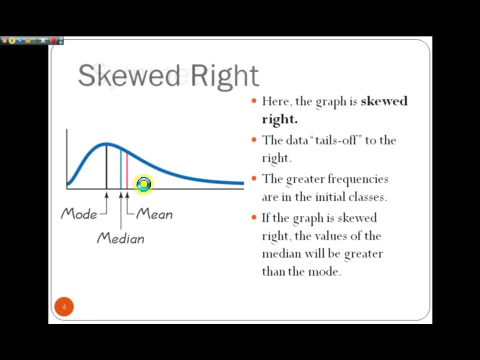 Skewed Right
Here, the graph is skewed
right.
The data "tails-off" to the
right.
The greater frequencies
are in the initial classes.
If the graph is skewed
right, the values of the
median will be greater
than the mode.
Mode
Mean
Median
4